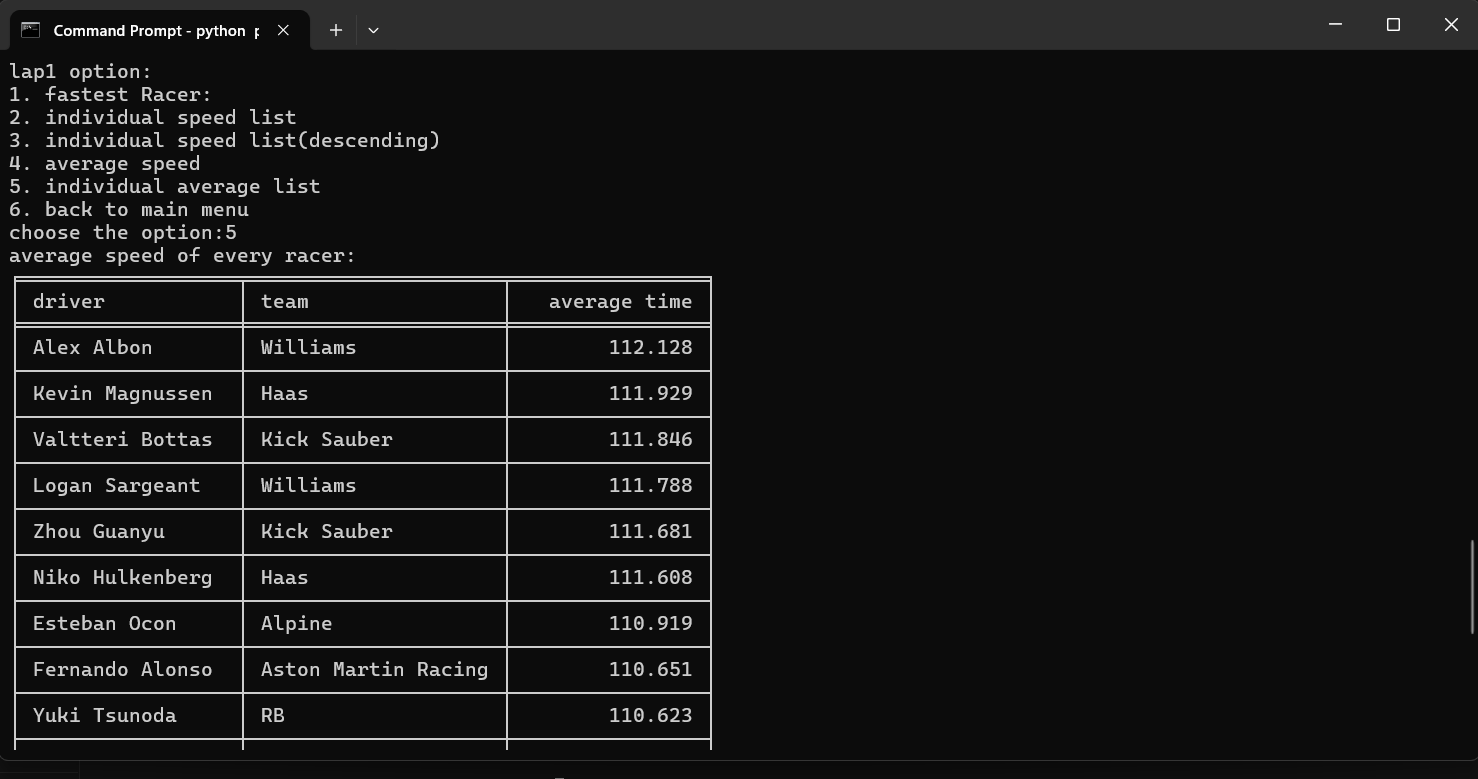 Command Prompt - python p
lap1 option:
1. fastest Racer:
2. individual speed list
3. individual speed list(descending)
4. average speed
5. individual average list
6. back to main menu
choose the option:5
average speed of every racer:
driver team average time
Alex Albon Williams 112.128
Kevin Magnussen Haas 111.929
Valtteri Bottas Kick Sauber 111.846
Logan Sargeant Williams 111.788
Zhou Guanyu Kick Sauber 111.681
Niko Hulkenberg Haas 111.608
Esteban Ocon Alpine 110.919
Fernando Alonso Aston Martin Racing 110.651
Yuki Tsunoda RB 110.623